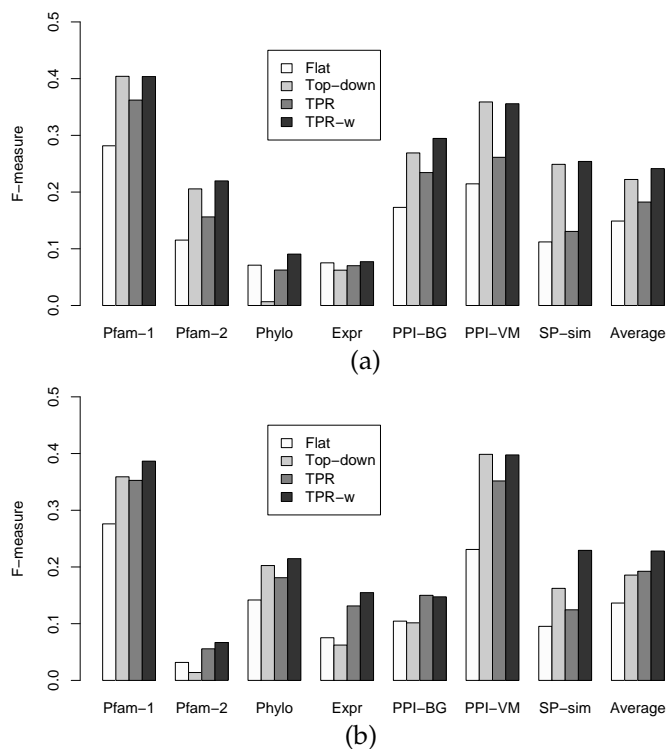 0.5
0.4
0.3
0.2
0.1
0.0
F−measure
Flat
Top−down
TPR
TPR−w
Pfam−1 Pfam−2 Phylo Expr PPI−BG PPI−VM SP−sim Average
(a)
0.5
0.4
0.3
0.2
0.1
0.0
F−measure
Flat
Top−down
TPR
TPR−w
Pfam−1 Pfam−2 Phylo Expr PPI−BG PPI−VM SP−sim Average
(b)